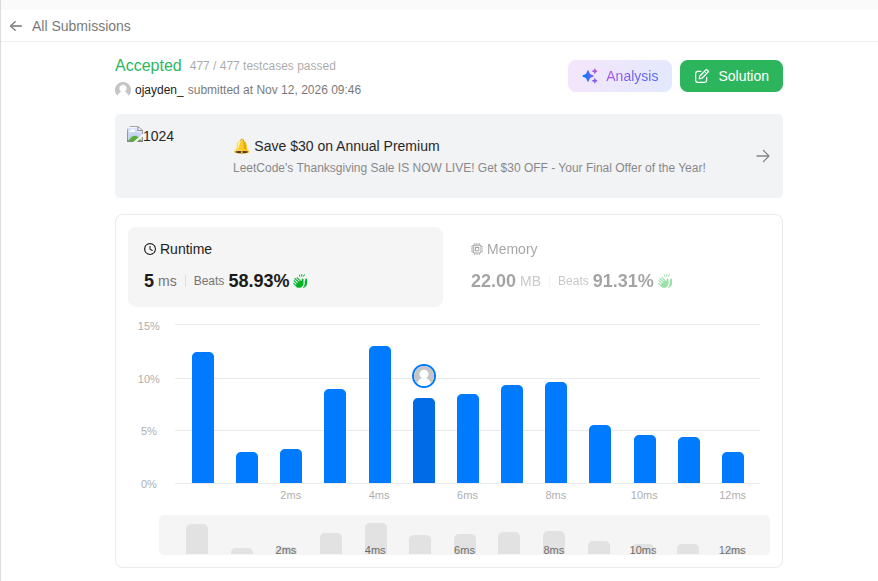 All Submissions
Accepted 477 / 477 testcases passed
Analysis
Solution
ojayden_ submitted at Nov 12, 2026 09:46
1024
🔔 Save $30 on Annual Premium
LeetCode's Thanksgiving Sale IS NOW LIVE! Get $30 OFF - Your Final Offer of the Year!
Runtime
5 ms Beats 58.93%
Memory
22.00 MB Beats 91.31%
15%
10%
5%
0%
2ms 4ms 6ms 8ms 10ms 12ms
2ms 4ms 6ms 8ms 10ms 12ms